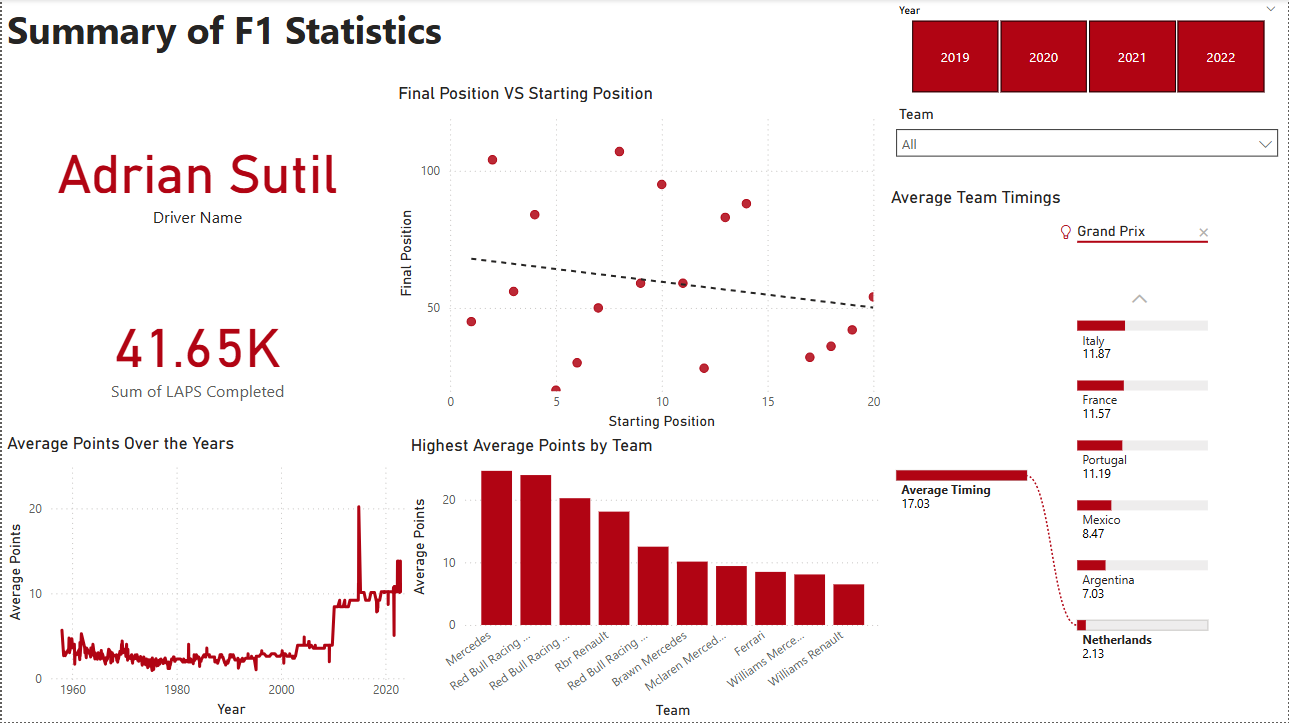 Summary of F1 Statistics
Year
2019
2020
2021
2022
Team
All
Adrian Sutil
Driver Name
41.65K
Sum of LAPS Completed
Final Position VS Starting Position
Final Position
100
50
0
5
10
15
20
Starting Position
Average Team Timings
Grand Prix
Average Timing
17.03
Italy
11.87
France
11.57
Portugal
11.19
Mexico
8.47
Argentina
7.03
Netherlands
2.13
Average Points Over the Years
Average Points
20
10
0
1960
1980
2000
2020
Year
Highest Average Points by Team
Average Points
20
10
0
Mercedes
Red Bull Racing ...
Red Bull Racing ...
Rbr Renault
Red Bull Racing ...
Brawn Mercedes
Mclaren Merced...
Ferrari
Williams Merce...
Williams Renault
Team